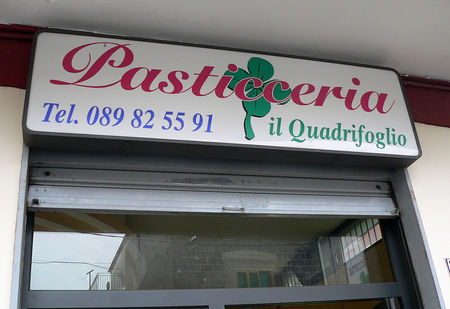 Pasticceria
Tel. 089 82 55 91
il Quadrifoglio